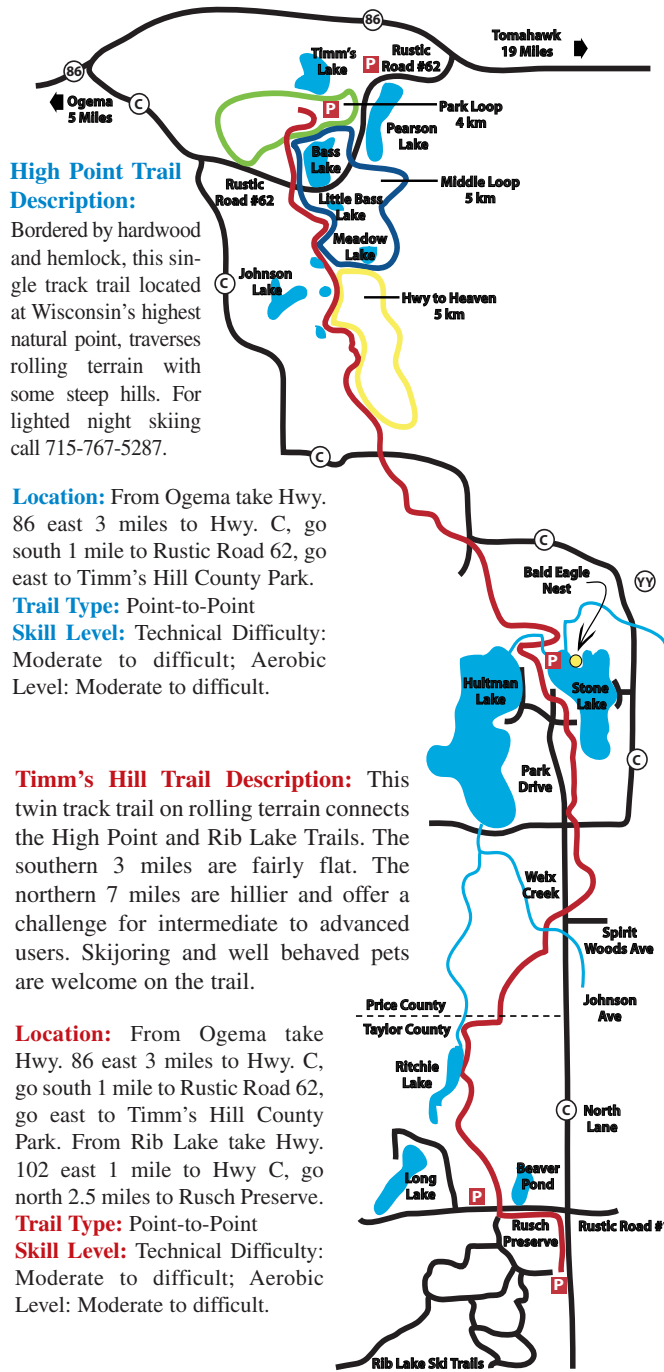 86
86
Tomahawk
19 Miles
Timm's
Lake
P
Rustic
Road #62
Ogema
5 Miles
C
P
Park Loop
4 km
Pearson
Lake
Bass
Lake
High Point Trail
Description:
Rustic
Road #62
Middle Loop
5 km
Little Bass
Lake
Meadow
Lake
Bordered by hardwood
and hemlock, this sin-
gle track trail located
at Wisconsin's highest
natural point, traverses
rolling terrain with
some steep hills. For
lighted night skiing
call 715-767-5287.
C
Johnson
Lake
Hwy to Heaven
5 km
C
Location: From Ogema take Hwy.
86 east 3 miles to Hwy. C, go
south 1 mile to Rustic Road 62, go
east to Timm's Hill County Park.
Trail Type: Point-to-Point
Skill Level: Technical Difficulty:
Moderate to difficult; Aerobic
Level: Moderate to difficult.
C
Bald Eagle
Nest
YY
P
Hultman
Lake
Stone
Lake
C
Park
Drive
Timm's Hill Trail Description: This
twin track trail on rolling terrain connects
the High Point and Rib Lake Trails. The
southern 3 miles are fairly flat. The
northern 7 miles are hillier and offer a
challenge for intermediate to advanced
users. Skijoring and well behaved pets
are welcome on the trail.
Weix
Creek
Spirit
Woods Ave
Johnson
Ave
Price County
Taylor County
Location: From Ogema take
Hwy. 86 east 3 miles to Hwy. C,
go south 1 mile to Rustic Road 62,
go east to Timm's Hill County
Park. From Rib Lake take Hwy.
102 east 1 mile to Hwy C, go
north 2.5 miles to Rusch Preserve.
Trail Type: Point-to-Point
Skill Level: Technical Difficulty:
Moderate to difficult; Aerobic
Level: Moderate to difficult.
Ritchie
Lake
C
North
Lane
Long
Lake
P
Beaver
Pond
Rusch
Preserve
Rustic Road #1
P
Rib Lake Ski Trails